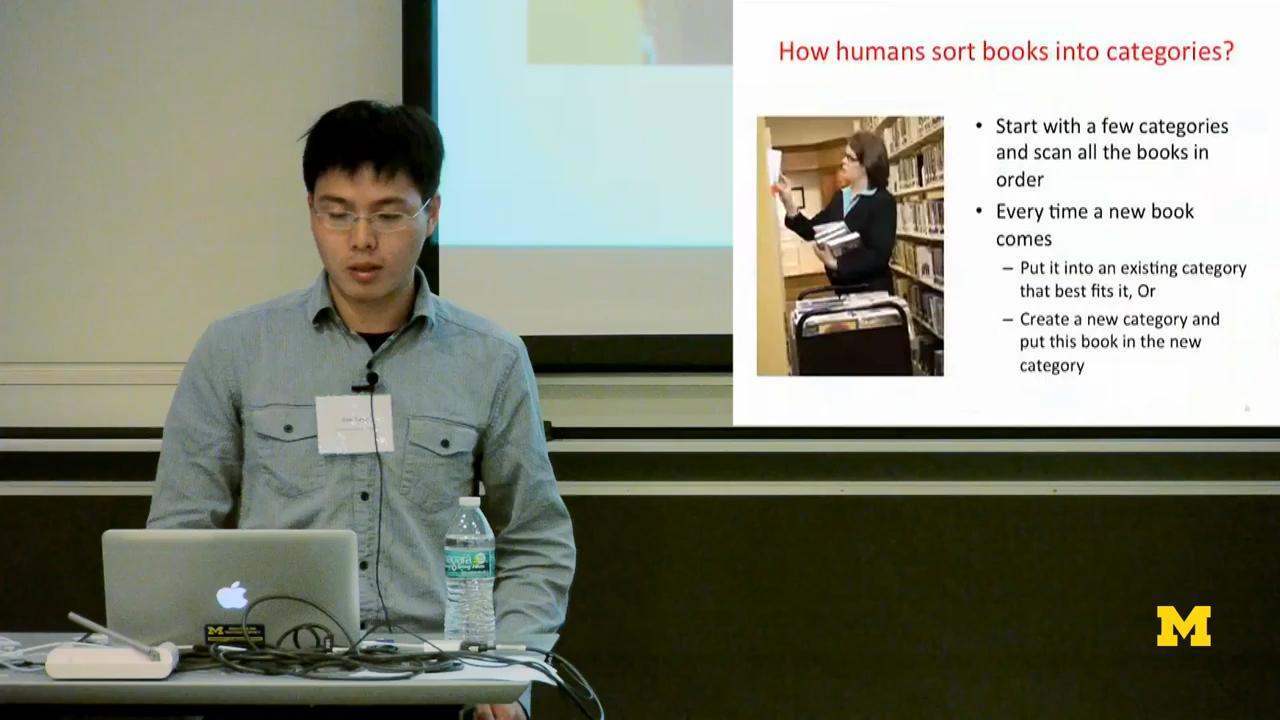 How humans sort books into categories?
• Start with a few categories
and scan all the books in
order
• Every time a new book
comes
– Put it into an existing category
that best fits it, Or
– Create a new category and
put this book in the new
category
M